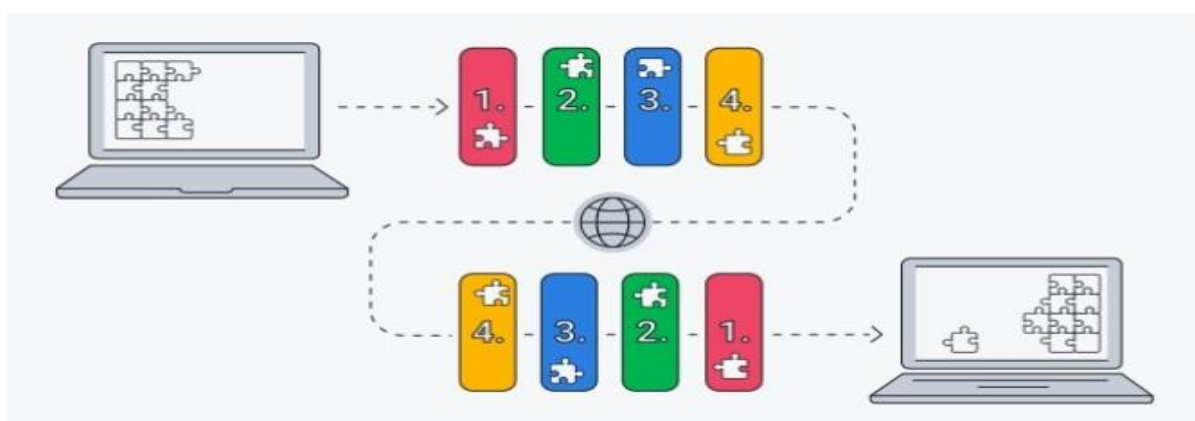 1. - 2. - 3. - 4.
4. 3. - 2. - 1.